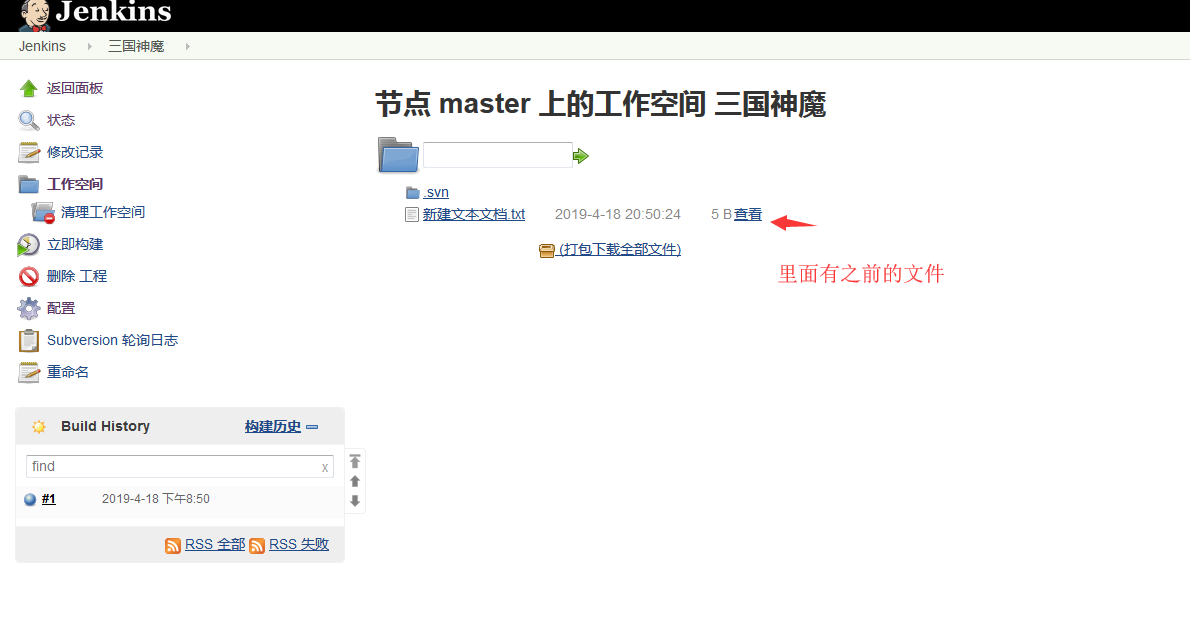 Jenkins
Jenkins 三国神魔
返回面板
状态
修改记录
工作空间
清理工作空间
立即构建
删除 工程
配置
Subversion 轮询日志
重命名
Build History 构建历史
find x
#1 2019-4-18 下午8:50
RSS 全部 RSS 失败
节点 master 上的工作空间 三国神魔
.svn
新建文本文档.txt 2019-4-18 20:50:24 5 B 查看
(打包下载全部文件)
里面有之前的文件